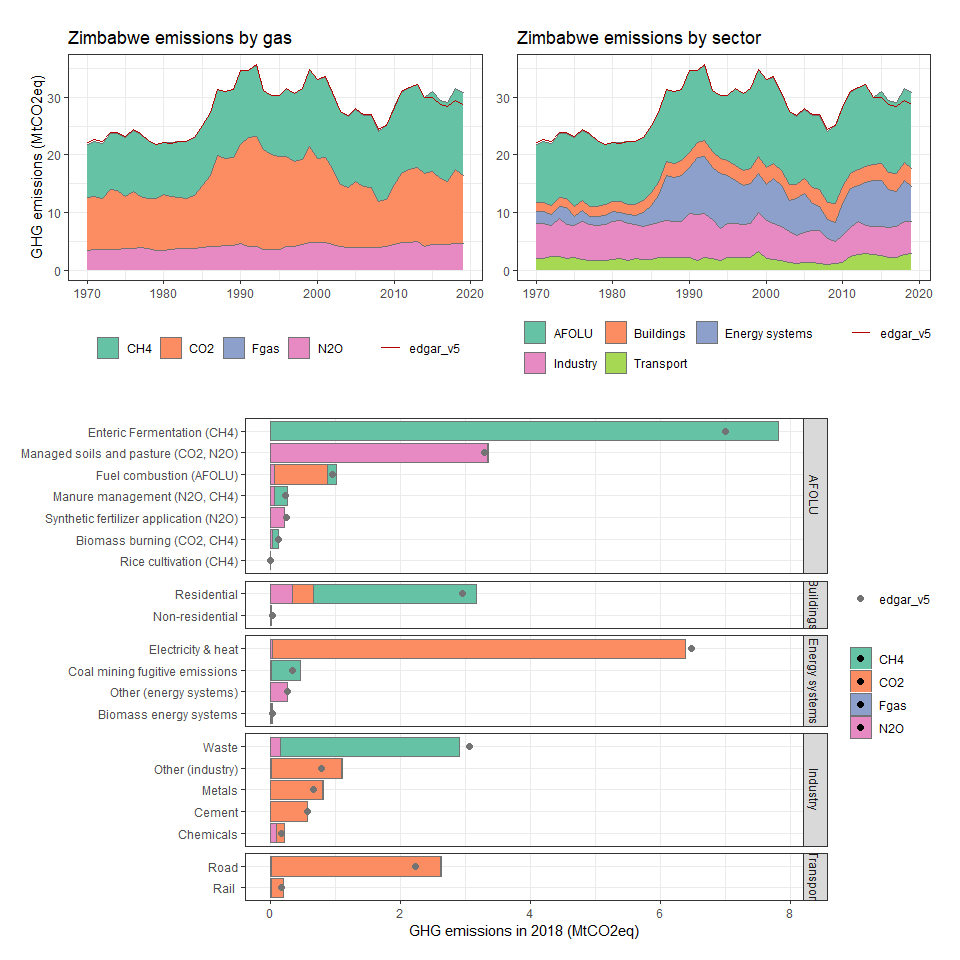 Zimbabwe emissions by gas
GHG emissions (MtCO2eq)
30
20
10
0
1970 1980 1990 2000 2010 2020
CH4 CO2 Fgas N2O edgar_v5
Zimbabwe emissions by sector
30
20
10
0
1970 1980 1990 2000 2010 2020
AFOLU Buildings Energy systems edgar_v5
Industry Transport
Enteric Fermentation (CH4)
Managed soils and pasture (CO2, N2O)
Fuel combustion (AFOLU)
Manure management (N2O, CH4)
Synthetic fertilizer application (N2O)
Biomass burning (CO2, CH4)
Rice cultivation (CH4)
AFOLU
Residential
Non-residential
Buildings
Electricity & heat
Coal mining fugitive emissions
Other (energy systems)
Biomass energy systems
Energy systems
Waste
Other (industry)
Metals
Cement
Chemicals
Industry
Road
Rail
Transpor
0 2 4 6 8
GHG emissions in 2018 (MtCO2eq)
edgar_v5
CH4
CO2
Fgas
N2O